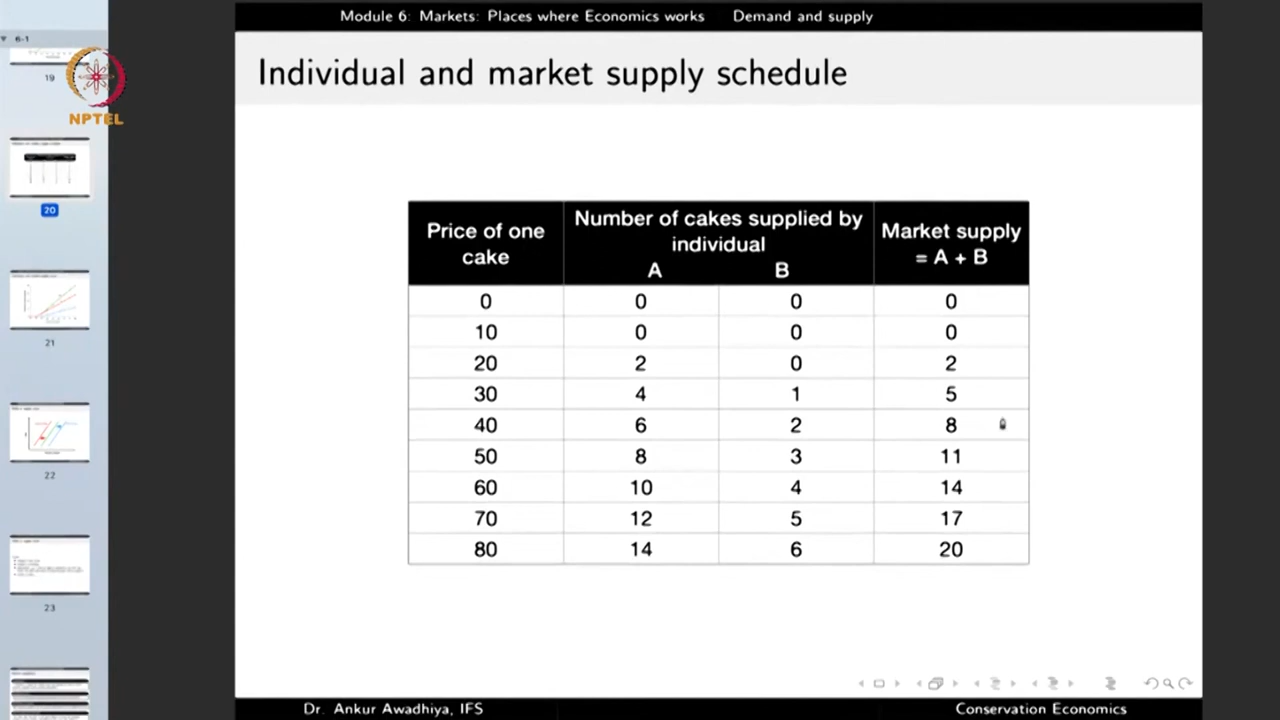 Module 6: Markets: Places where Economics works Demand and supply
6-1
19
NPTEL
20
21
22
23
Individual and market supply schedule
Price of one cake Number of cakes supplied by individual Market supply = A + B
A B
0 0 0 0
10 0 0 0
20 2 0 2
30 4 1 5
40 6 2 8
50 8 3 11
60 10 4 14
70 12 5 17
80 14 6 20
Dr. Ankur Awadhiya, IFS Conservation Economics